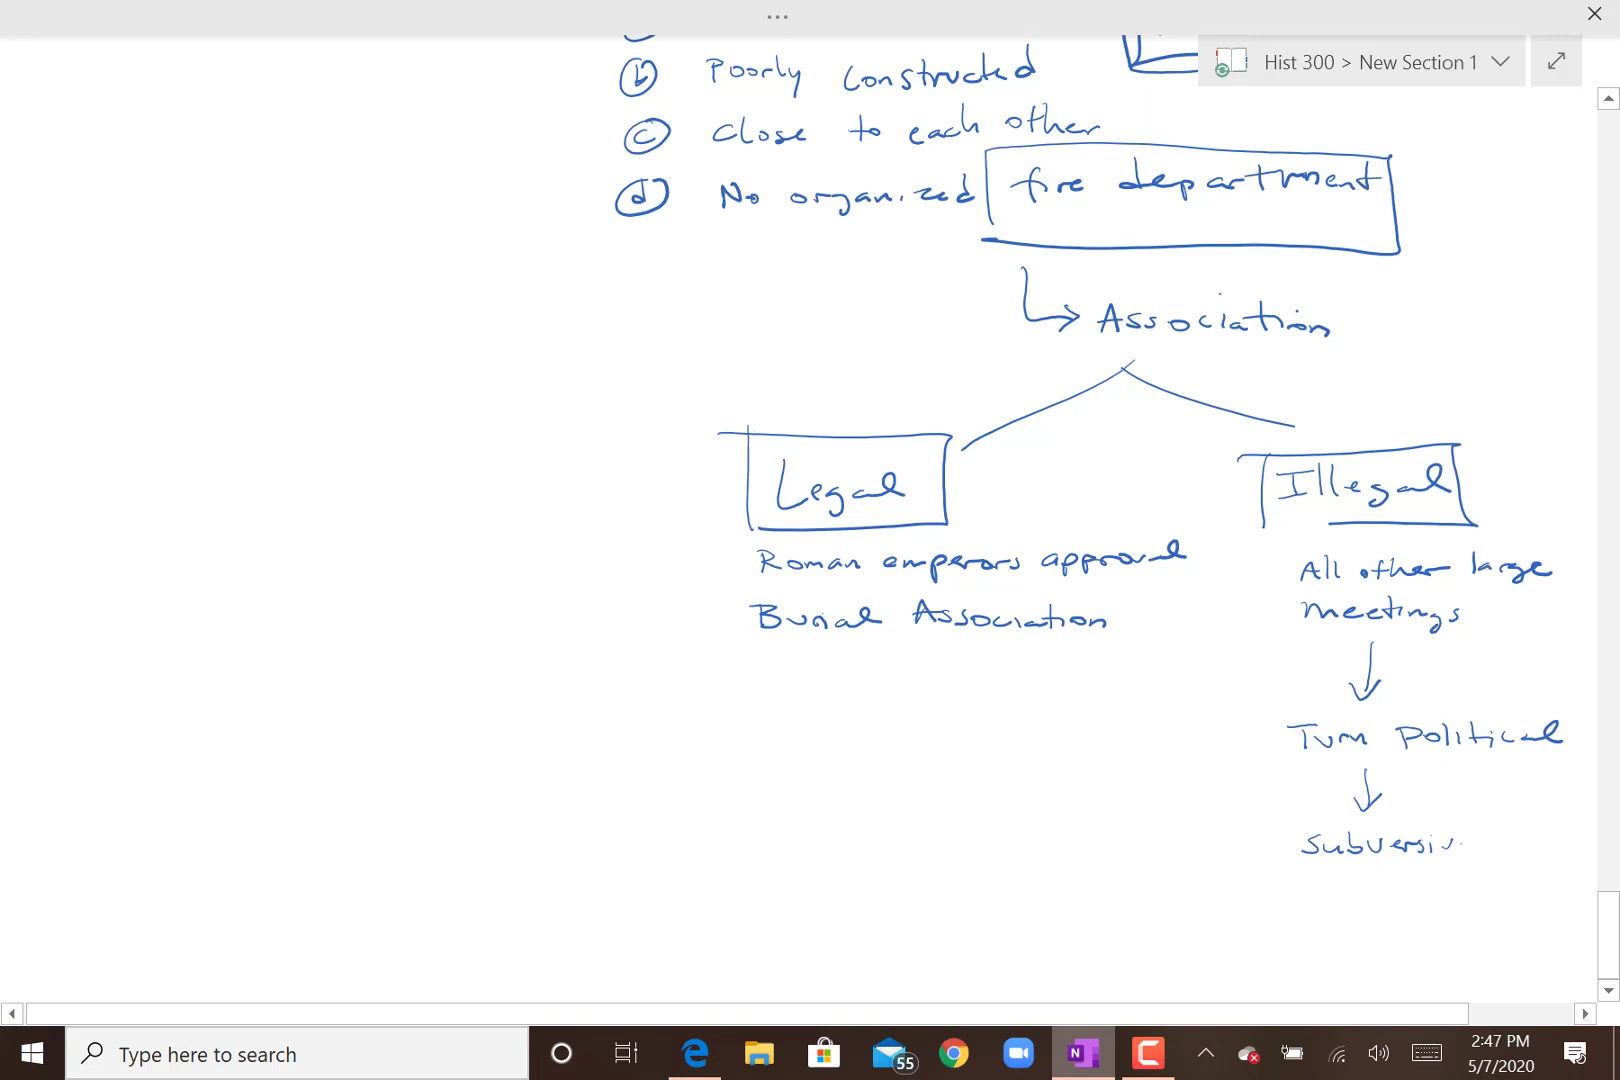 Hist 300 > New Section 1
b Poorly constructed
c close to each other
d No organized fire department
Association
Legal
Illegal
Roman emperors approval
Burial Association
All other large
meetings
Turn Political
Subversiv
Type here to search
55
N
2:47 PM
5/7/2020